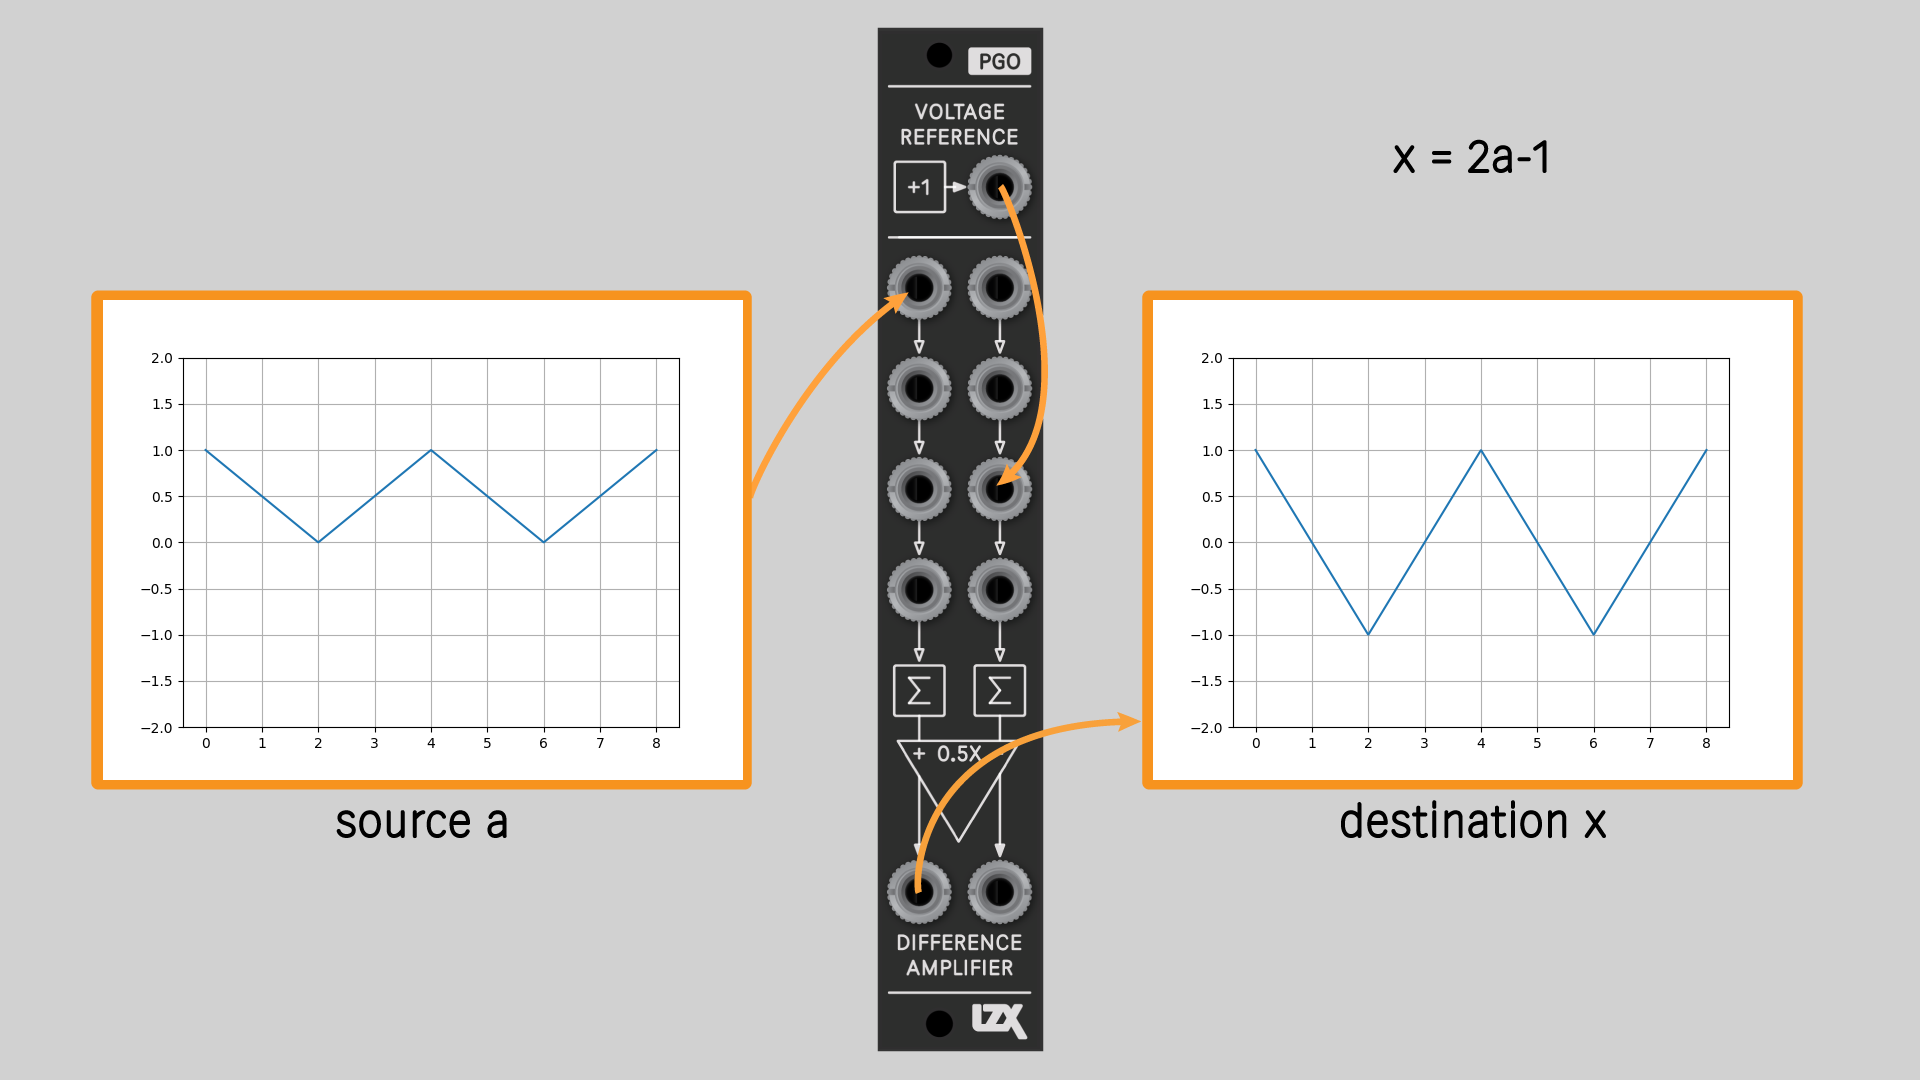 PGO
VOLTAGE
REFERENCE
+1
x = 2a-1
2.0
1.5
1.0
0.5
0.0
−0.5
−1.0
−1.5
−2.0
0 1 2 3 4 5 6 7 8
source a
Σ Σ
+ 0.5X
DIFFERENCE
AMPLIFIER
LZX
2.0
1.5
1.0
0.5
0.0
−0.5
−1.0
−1.5
−2.0
0 1 2 3 4 5 6 7 8
destination x